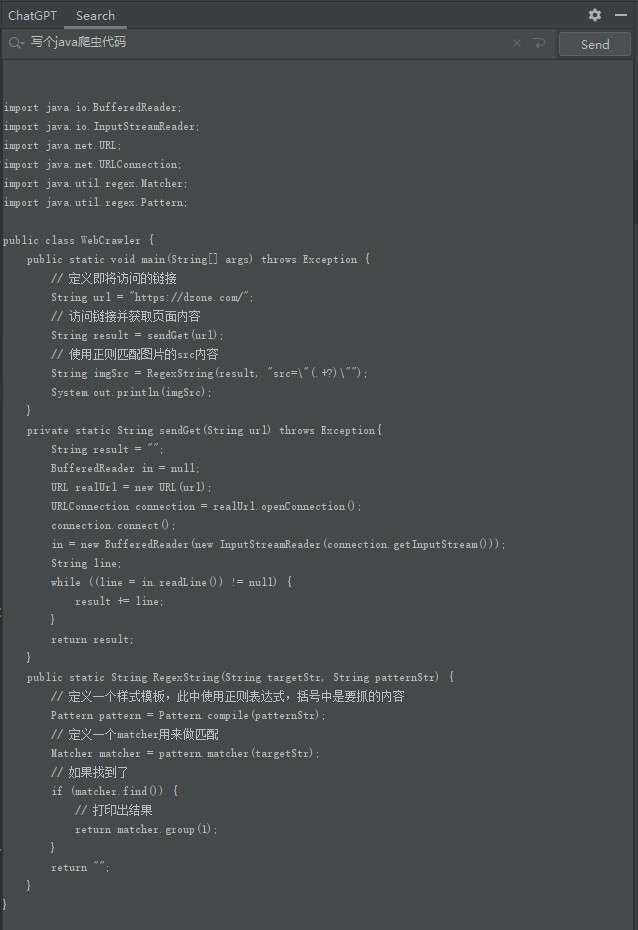 ChatGPT Search
写个java爬虫代码
Send
import java.io.BufferedReader;
import java.io.InputStreamReader;
import java.net.URL;
import java.net.URLConnection;
import java.util.regex.Matcher;
import java.util.regex.Pattern;
public class WebCrawler {
    public static void main(String[] args) throws Exception {
        // 定义即将访问的链接
        String url = "https://dzone.com/";
        // 访问链接并获取页面内容
        String result = sendGet(url);
        // 使用正则匹配图片的src内容
        String imgSrc = RegexString(result, "src=\"(.+?)\"");
        System.out.println(imgSrc);
    }
    private static String sendGet(String url) throws Exception{
        String result = "";
        BufferedReader in = null;
        URL realUrl = new URL(url);
        URLConnection connection = realUrl.openConnection();
        connection.connect();
        in = new BufferedReader(new InputStreamReader(connection.getInputStream()));
        String line;
        while ((line = in.readLine()) != null) {
            result += line;
        }
        return result;
    }
    public static String RegexString(String targetStr, String patternStr) {
        // 定义一个样式模板，此中使用正则表达式，括号中是要抓的内容
        Pattern pattern = Pattern.compile(patternStr);
        // 定义一个matcher用来做匹配
        Matcher matcher = pattern.matcher(targetStr);
        // 如果找到了
        if (matcher.find()) {
            // 打印出结果
            return matcher.group(1);
        }
        return "";
    }
}